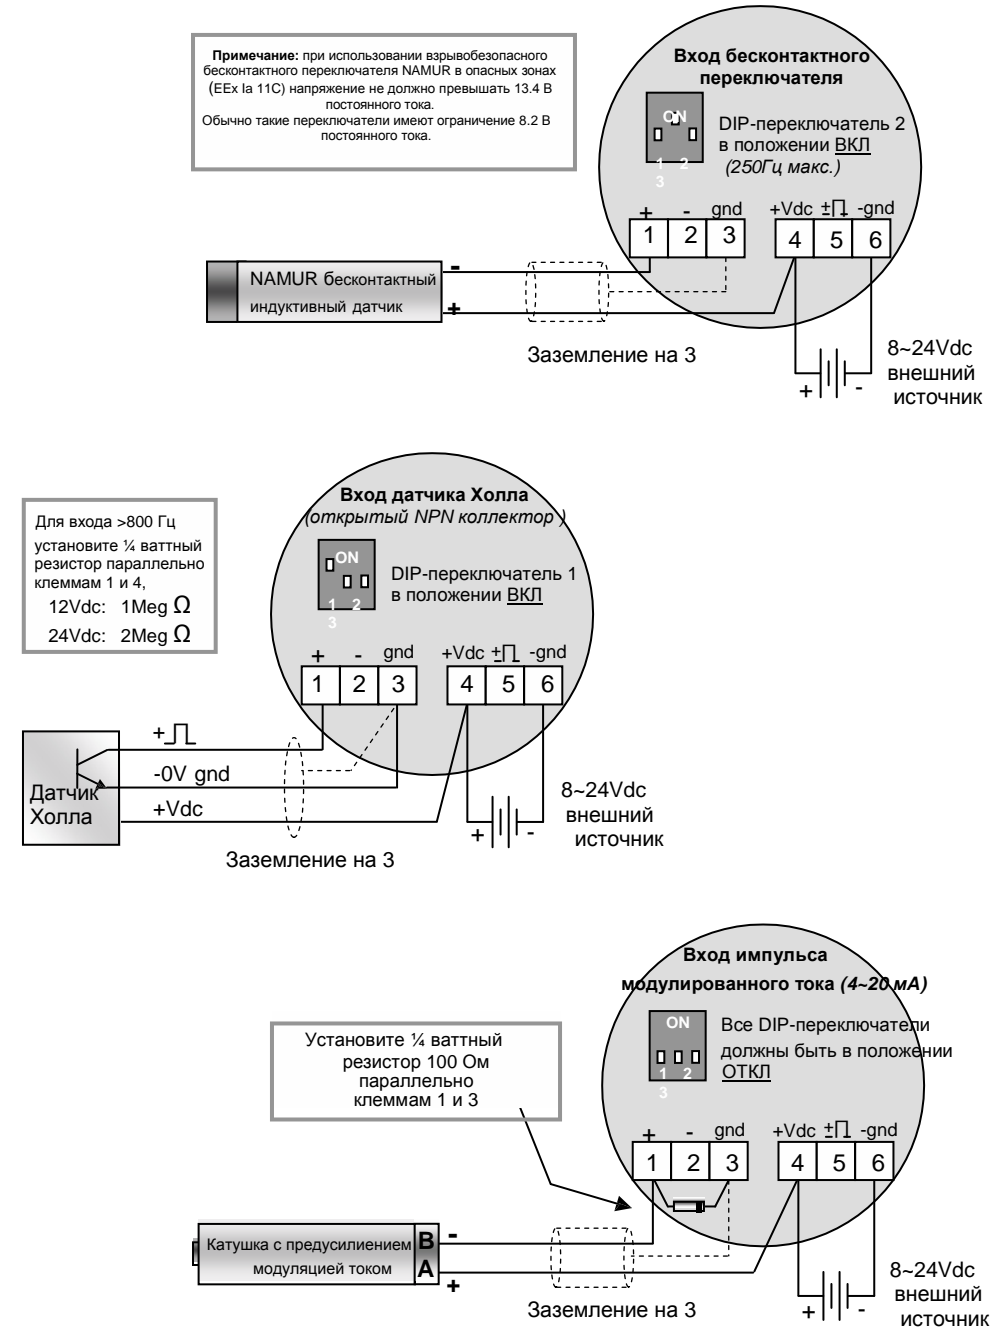 Примечание: при использовании взрывобезопасного
бесконтактного переключателя NAMUR в опасных зонах
(EEx Ia 11C) напряжение не должно превышать 13.4 В
постоянного тока.
Обычно такие переключатели имеют ограничение 8.2 В
постоянного тока.
Вход бесконтактного
переключателя
ON
1 2
3
DIP-переключатель 2
в положении ВКЛ
(250Гц макс.)
+ - gnd +Vdc ±⎍ -gnd
1 2 3 4 5 6
NAMUR бесконтактный
индуктивный датчик
-
+
Заземление на 3
8~24Vdc
внешний
источник
+ -
Вход датчика Холла
(открытый NPN коллектор )
Для входа >800 Гц
установите ¼ ваттный
резистор параллельно
клеммам 1 и 4,
12Vdc: 1Meg Ω
24Vdc: 2Meg Ω
ON
1 2
3
DIP-переключатель 1
в положении ВКЛ
+ - gnd +Vdc ±⎍ -gnd
1 2 3 4 5 6
+⎍
-0V gnd
+Vdc
Датчик
Холла
Заземление на 3
8~24Vdc
внешний
источник
+ -
Вход импульса
модулированного тока (4~20 мА)
ON
1 2
3
Все DIP-переключатели
должны быть в положении
ОТКЛ
Установите ¼ ваттный
резистор 100 Ом
параллельно
клеммам 1 и 3
+ - gnd +Vdc ±⎍ -gnd
1 2 3 4 5 6
Катушка с предусилиением
модуляцией током
B -
A +
Заземление на 3
8~24Vdc
внешний
источник
+ -